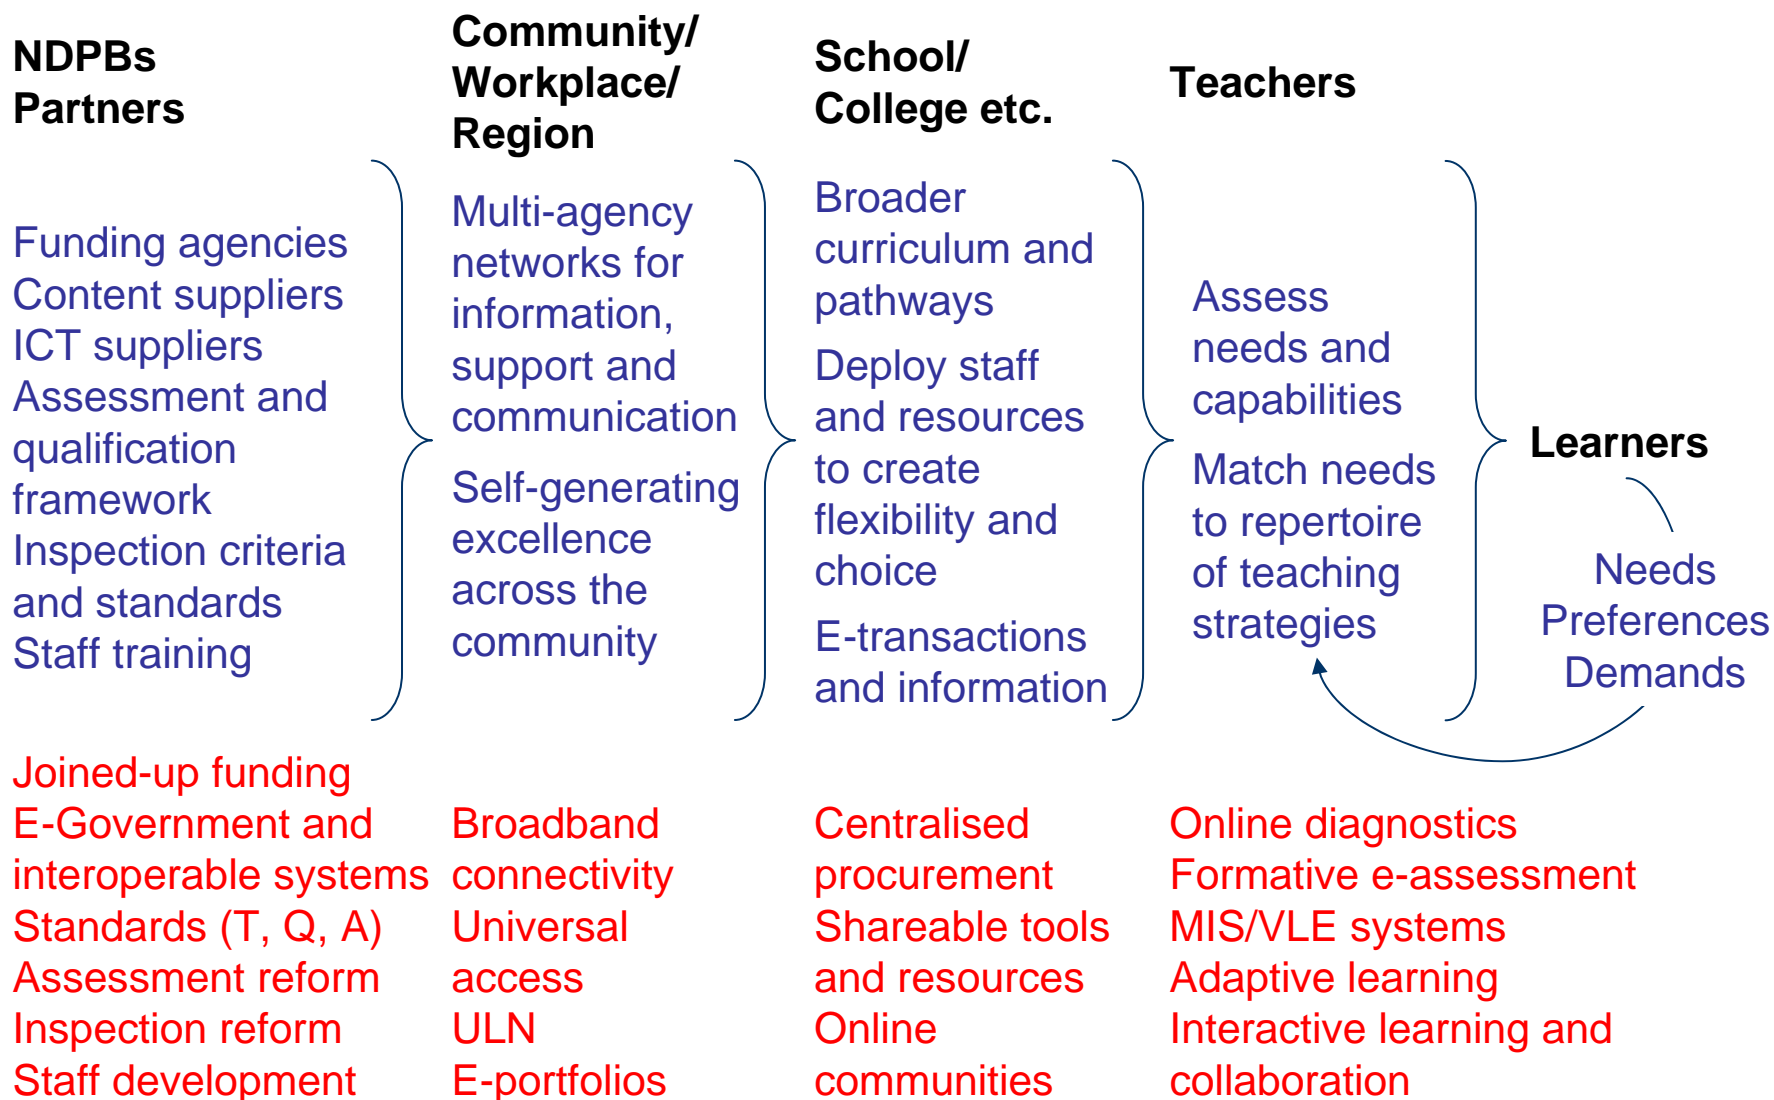 NDPBs
Partners
Community/
Workplace/
Region
School/
College etc.
Teachers
Funding agencies
Content suppliers
ICT suppliers
Assessment and
qualification
framework
Inspection criteria
and standards
Staff training
Multi-agency
networks for
information,
support and
communication
Self-generating
excellence
across the
community
Broader
curriculum and
pathways
Deploy staff
and resources
to create
flexibility and
choice
E-transactions
and information
Assess
needs and
capabilities
Match needs
to repertoire
of teaching
strategies
Learners
Needs
Preferences
Demands
Joined-up funding
E-Government and
interoperable systems
Standards (T, Q, A)
Assessment reform
Inspection reform
Staff development
Broadband
connectivity
Universal
access
ULN
E-portfolios
Centralised
procurement
Shareable tools
and resources
Online
communities
Online diagnostics
Formative e-assessment
MIS/VLE systems
Adaptive learning
Interactive learning and
collaboration